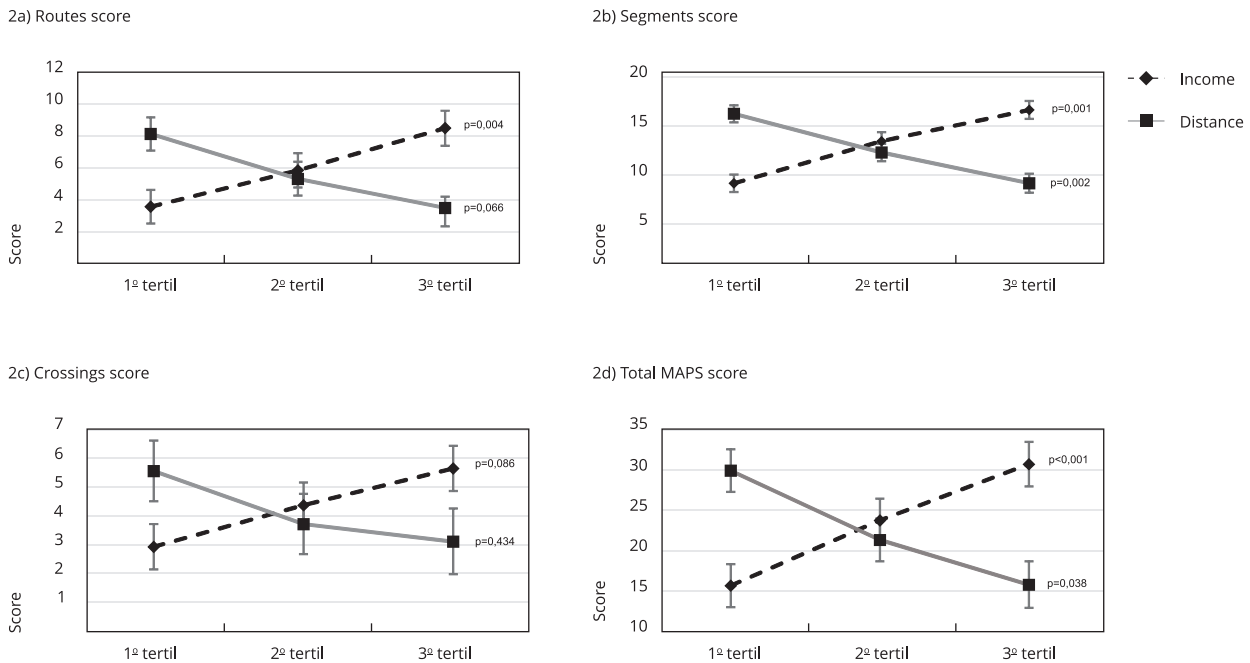 2a) Routes score
12
10
8
6
4
2
Score
p=0,004
p=0,066
1º tertil
2º tertil
3º tertil
2b) Segments score
20
15
10
5
Score
p=0,001
p=0,002
1º tertil
2º tertil
3º tertil
Income
Distance
2c) Crossings score
7
6
5
4
3
2
1
Score
p=0,086
p=0,434
1º tertil
2º tertil
3º tertil
2d) Total MAPS score
35
30
25
20
15
10
Score
p<0,001
p=0,038
1º tertil
2º tertil
3º tertil